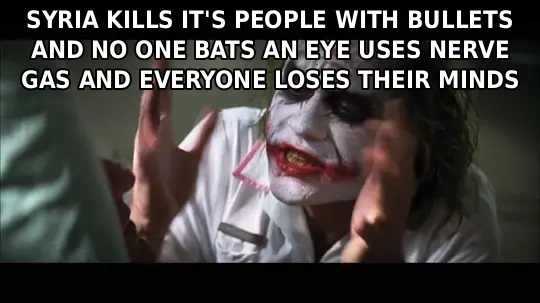 SYRIA KILLS IT'S PEOPLE WITH BULLETS
AND NO ONE BATS AN EYE USES NERVE
GAS AND EVERYONE LOSES THEIR MINDS